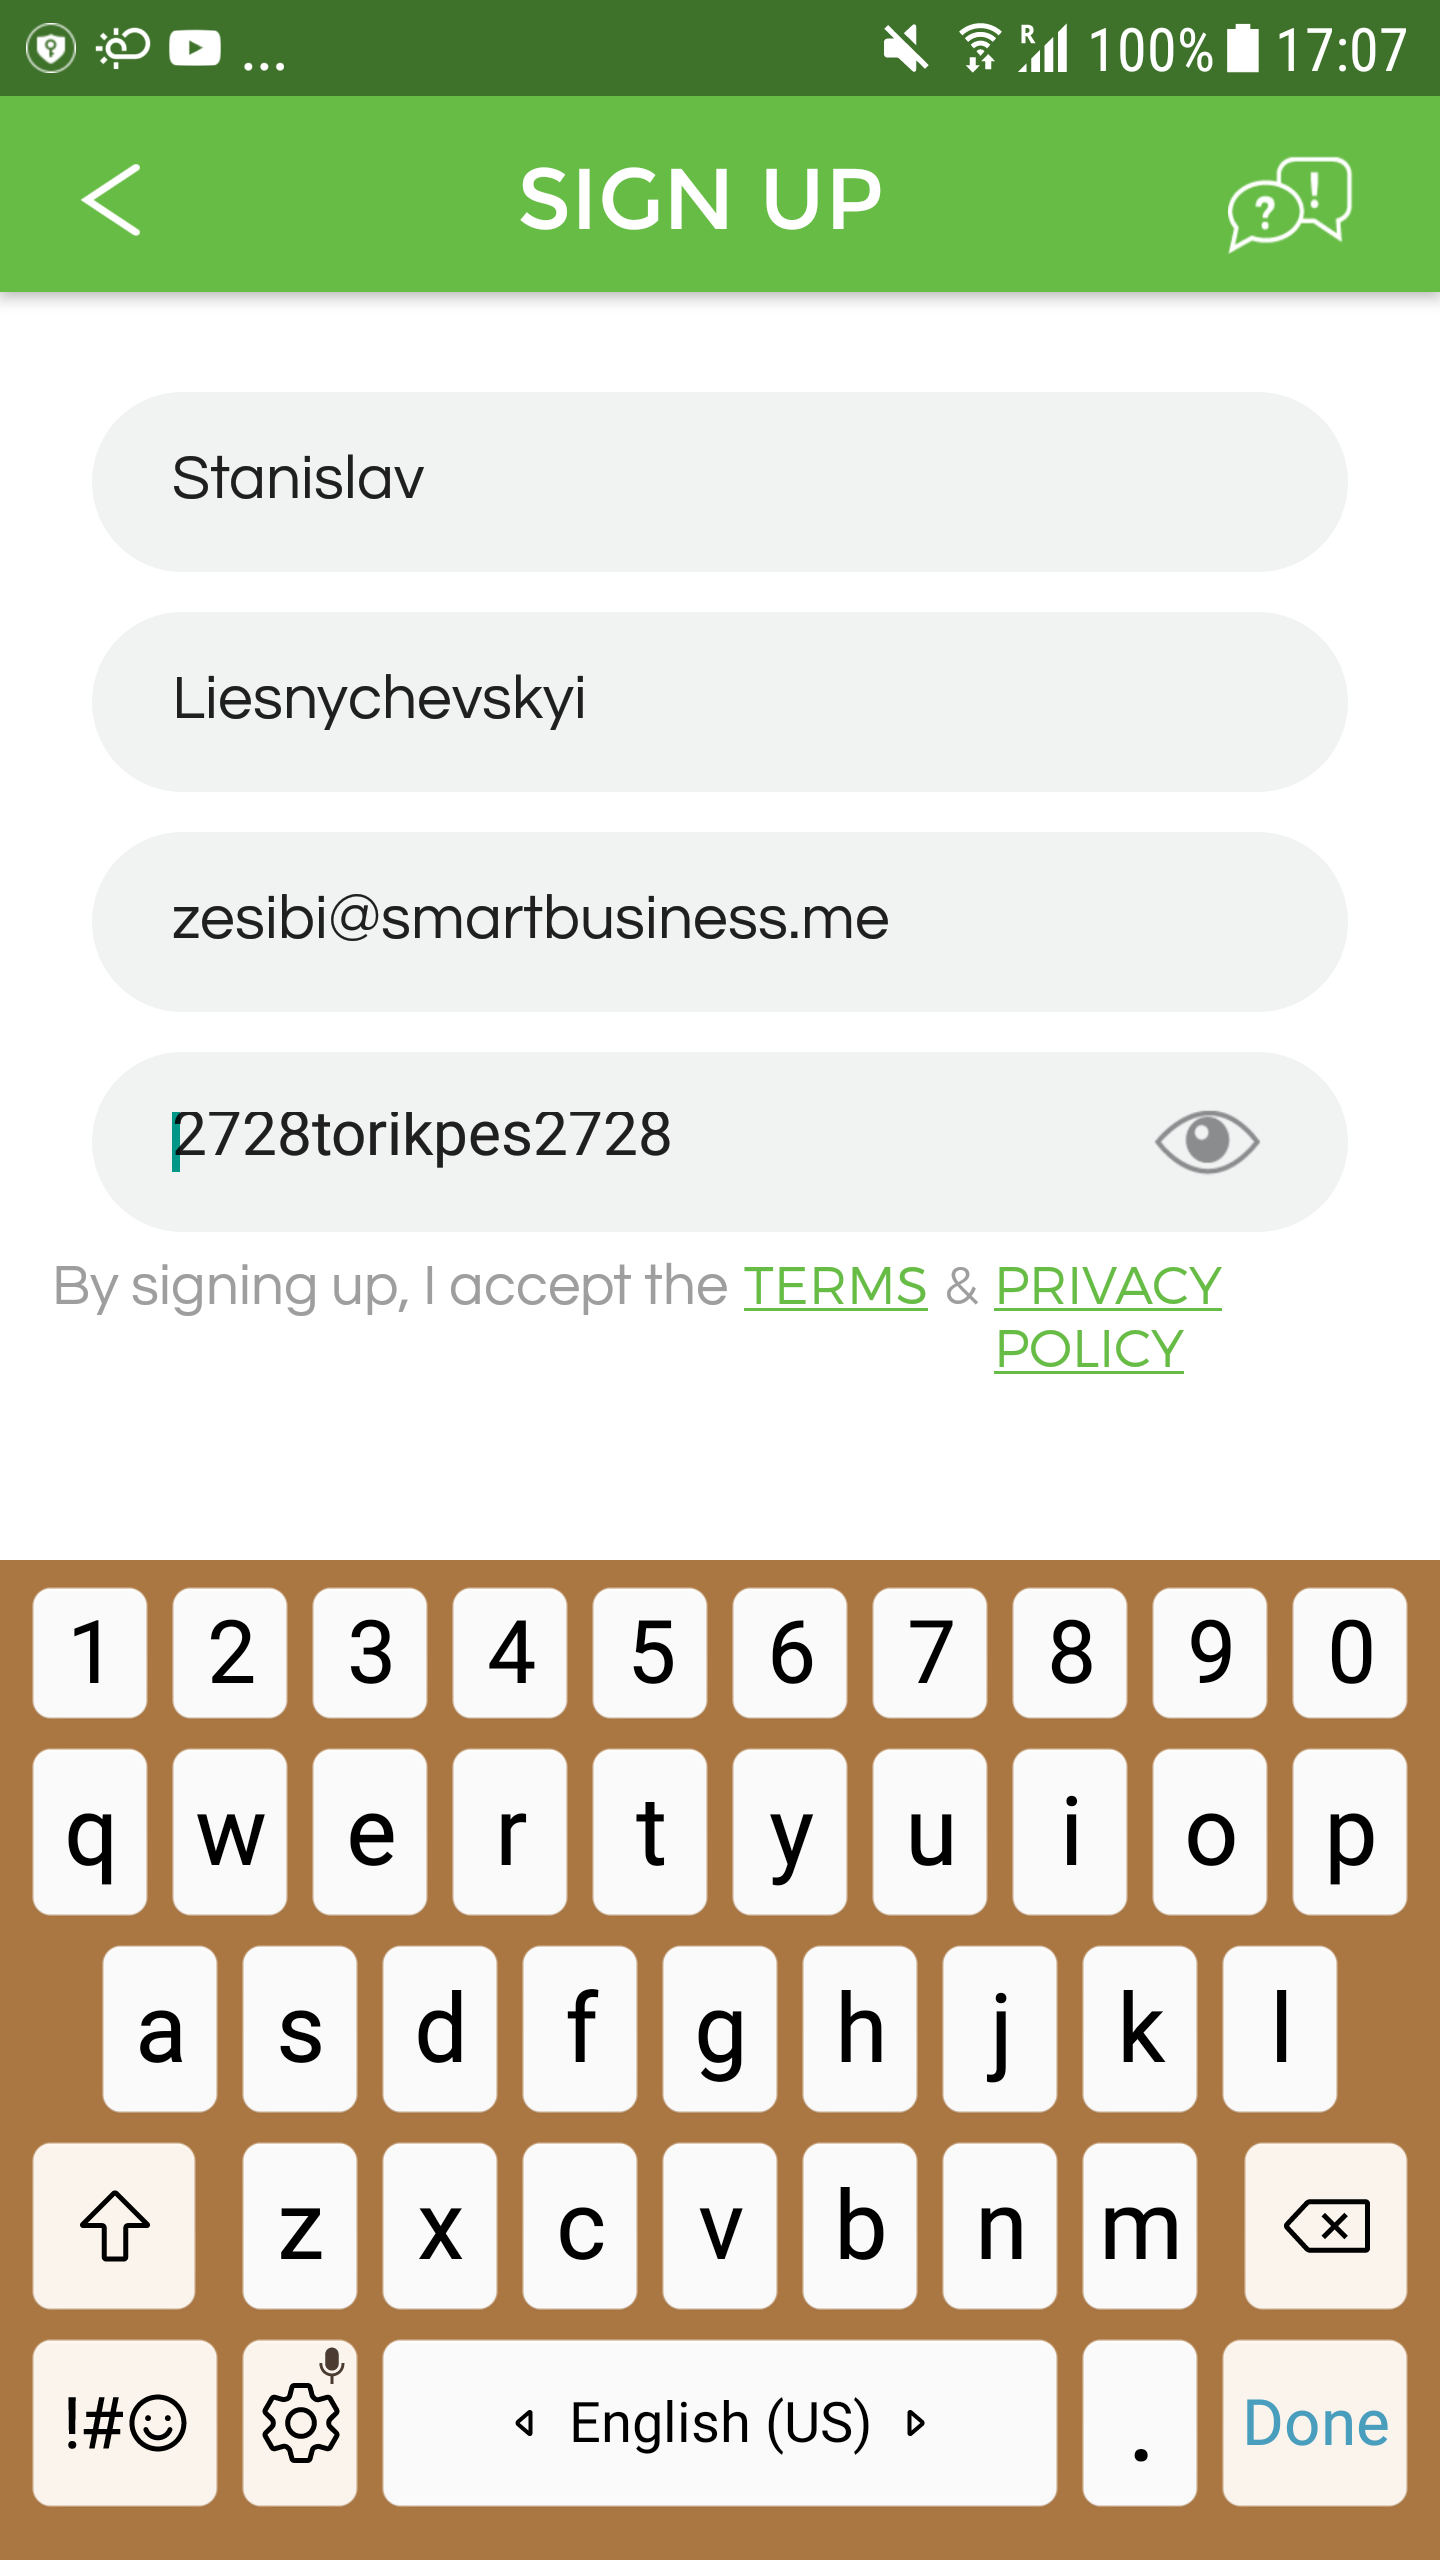 ... R 100% 17:07
SIGN UP
? !
Stanislav
Liesnychevskyi
zesibi@smartbusiness.me
2728torikpes2728
By signing up, I accept the TERMS & PRIVACY
POLICY
1 2 3 4 5 6 7 8 9 0
q w e r t y u i o p
a s d f g h j k l
z x c v b n m
!#☺ English (US) . Done